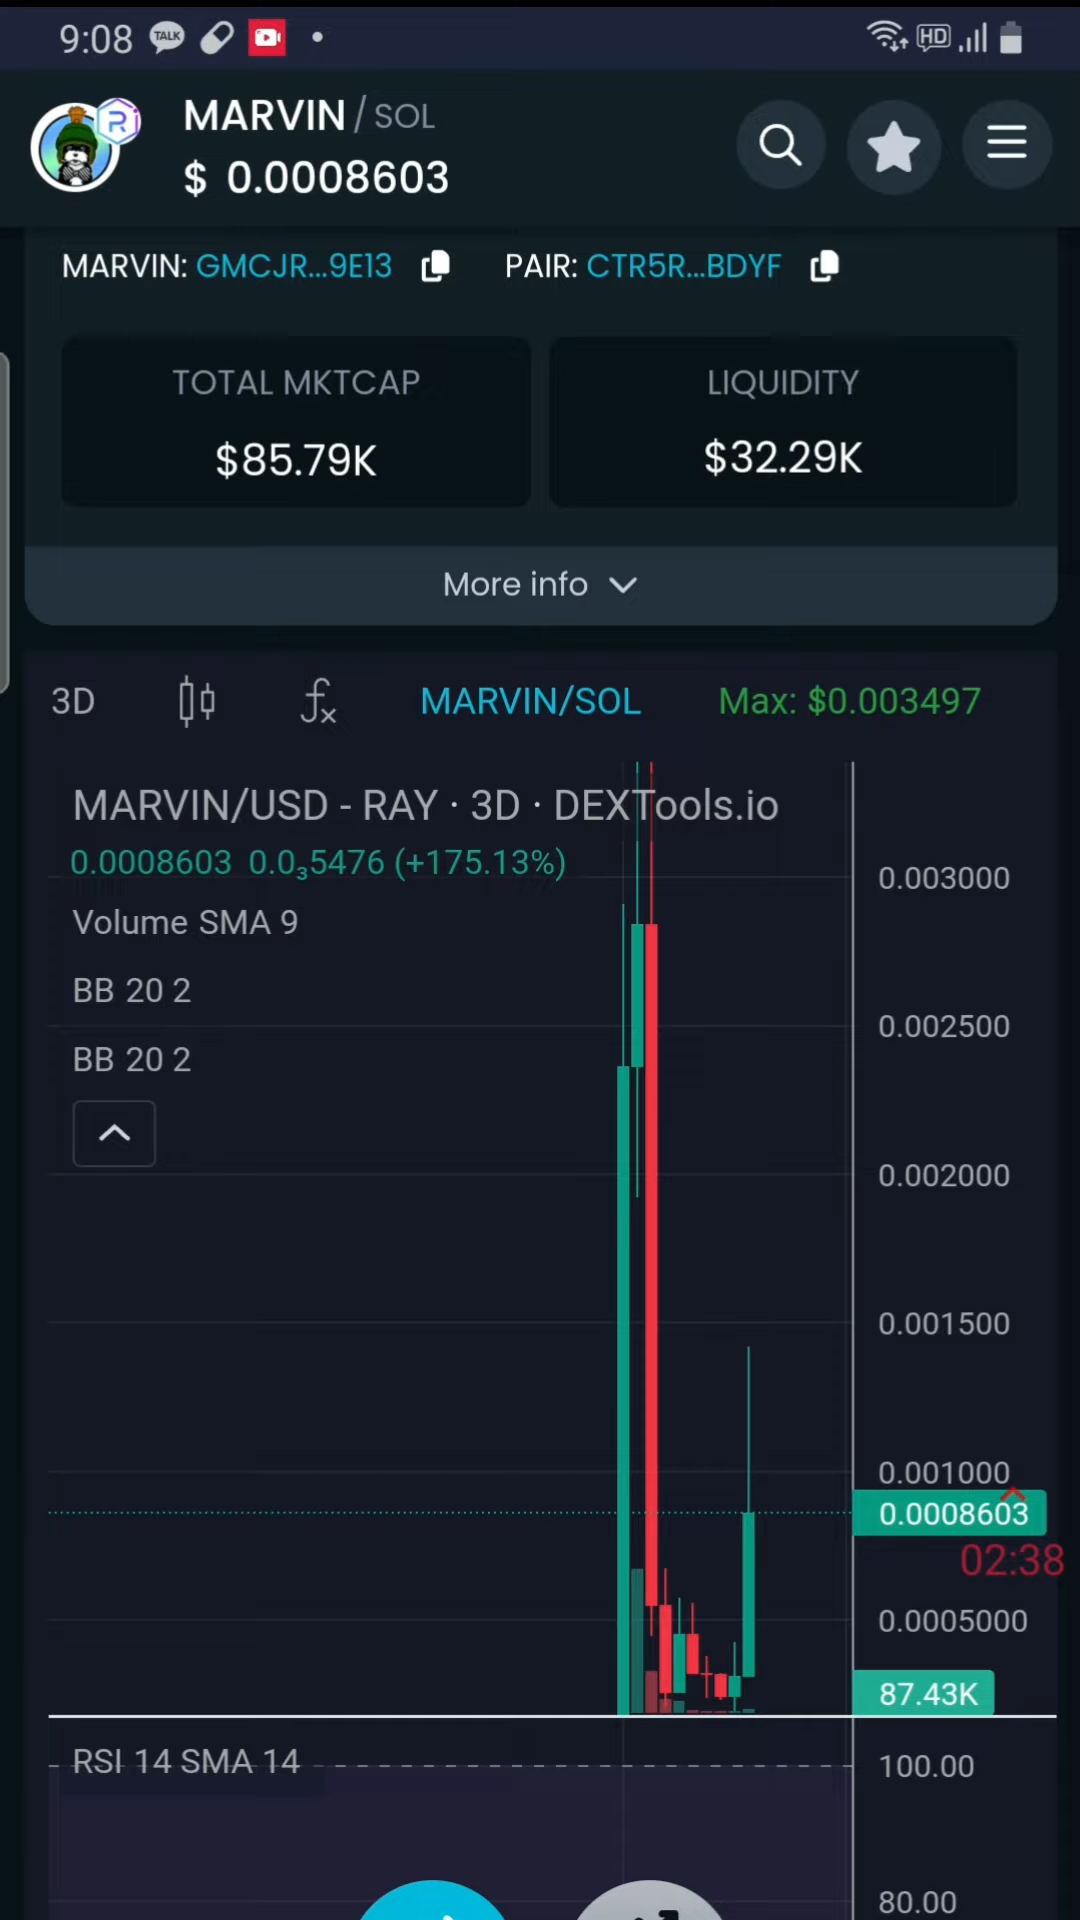 9:08 TALK HD
MARVIN / SOL
$ 0.0008603
MARVIN: GMCJR...9E13 PAIR: CTR5R...BDYF
TOTAL MKTCAP LIQUIDITY
$85.79K $32.29K
More info
3D fx MARVIN/SOL Max: $0.003497
MARVIN/USD - RAY · 3D · DEXTools.io
0.0008603 0.0₃5476 (+175.13%)
0.003000
Volume SMA 9
BB 20 2
0.002500
BB 20 2
0.002000
0.001500
0.001000
0.0008603
02:38
0.0005000
87.43K
RSI 14 SMA 14
100.00
80.00